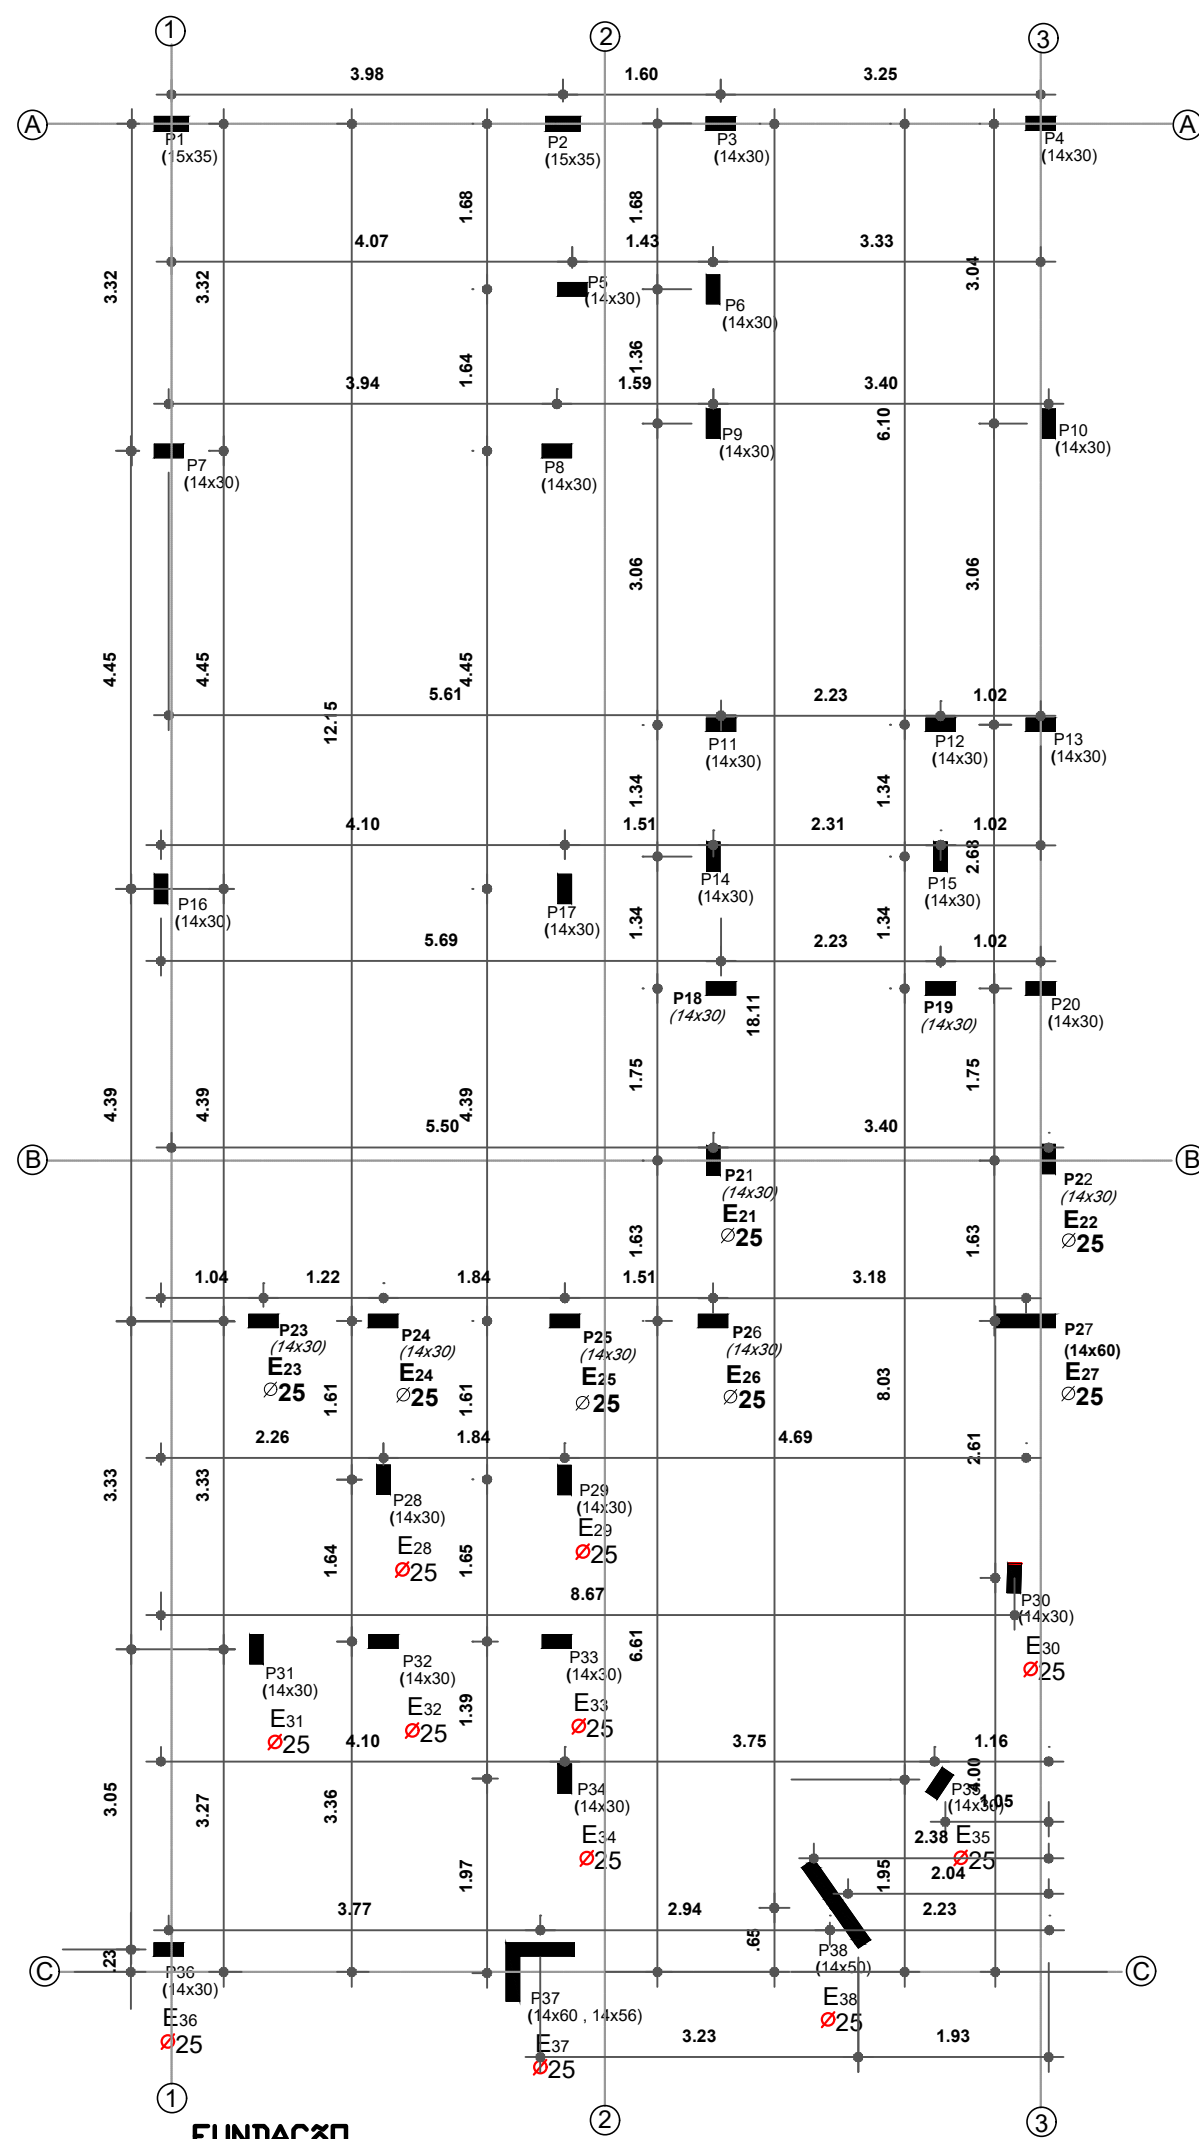 1
2
3
3.98
1.60
3.25
A
A
P1
(15x35)
P2
(15x35)
P3
(14x30)
P4
(14x30)
1.68
1.68
4.07
1.43
3.33
3.32
3.32
3.04
P5
(14x30)
P6
(14x30)
1.64
1.36
3.94
1.59
3.40
6.10
P7
(14x30)
P8
(14x30)
P9
(14x30)
P10
(14x30)
3.06
3.06
4.45
4.45
4.45
12.15
5.61
2.23
1.02
P11
(14x30)
P12
(14x30)
P13
(14x30)
1.34
1.34
4.10
1.51
2.31
1.02
2.68
P14
(14x30)
P15
(14x30)
P16
(14x30)
P17
(14x30)
1.34
1.34
5.69
2.23
1.02
P18
(14x30)
18.11
P19
(14x30)
P20
(14x30)
1.75
1.75
4.39
4.39
4.39
5.50
3.40
B
B
P21
(14x30)
E21
∅25
P22
(14x30)
E22
∅25
1.63
1.63
1.04
1.22
1.84
1.51
3.18
P23
(14x30)
E23
∅25
P24
(14x30)
E24
∅25
P25
(14x30)
E25
∅25
P26
(14x30)
E26
∅25
P27
(14x60)
E27
∅25
1.61
1.61
8.03
2.26
1.84
4.69
2.61
3.33
3.33
P28
(14x30)
E28
∅25
P29
(14x30)
E29
∅25
1.64
1.65
8.67
P30
(14x30)
E30
∅25
6.61
P31
(14x30)
E31
∅25
P32
(14x30)
E32
∅25
P33
(14x30)
E33
∅25
1.39
4.10
3.75
1.16
4.00
3.05
3.27
3.36
P34
(14x30)
E34
∅25
P35
(14x30)
1.05
E35
∅25
2.38
2.04
1.97
1.95
3.77
2.94
2.23
.65
.23
C
C
P36
(14x30)
E36
∅25
P37
(14x60 , 14x56)
E37
∅25
P38
(14x50)
E38
∅25
3.23
1.93
1
2
3
FUNDAÇÃO